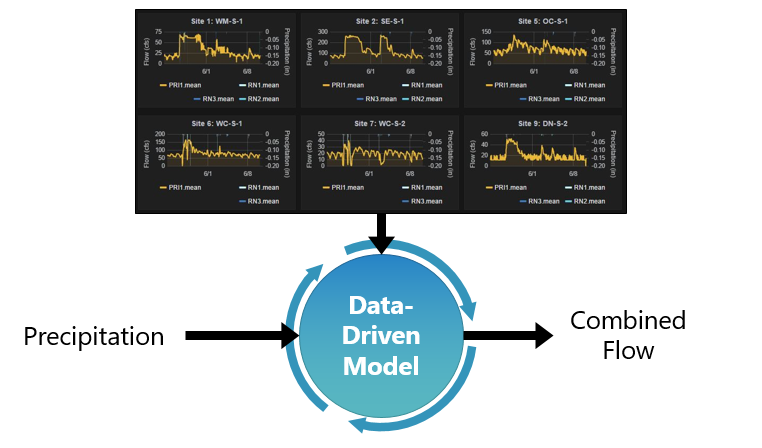 Site 1: WM-S-1
Flow (cfs)
75
50
25
0
0
-0.05
-0.10
-0.15
-0.20
Precipitation (in)
6/1 6/8
PRI1.mean RN1.mean
RN3.mean RN2.mean
Site 2: SE-S-1
Flow (cfs)
300
200
100
0
0
-0.05
-0.10
-0.15
-0.20
Precipitation (in)
6/1 6/8
PRI1.mean RN1.mean
RN3.mean RN2.mean
Site 5: OC-S-1
Flow (cfs)
150
100
50
0
0
-0.05
-0.10
-0.15
-0.20
Precipitation (in)
6/1 6/8
PRI1.mean RN1.mean
RN3.mean RN2.mean
Site 6: WC-S-1
Flow (cfs)
200
150
100
50
0
0
-0.05
-0.10
-0.15
-0.20
Precipitation (in)
6/1 6/8
PRI1.mean RN1.mean
RN3.mean
Site 7: WC-S-2
Flow (cfs)
50
40
30
20
10
0
0
-0.05
-0.10
-0.15
-0.20
Precipitation (in)
6/1 6/8
PRI1.mean RN1.mean
RN3.mean
Site 9: DN-S-2
Flow (cfs)
60
40
20
0
0
-0.05
-0.10
-0.15
-0.20
Precipitation (in)
6/1 6/8
PRI1.mean RN1.mean
RN3.mean RN2.mean
Precipitation
Data-
Driven
Model
Combined
Flow